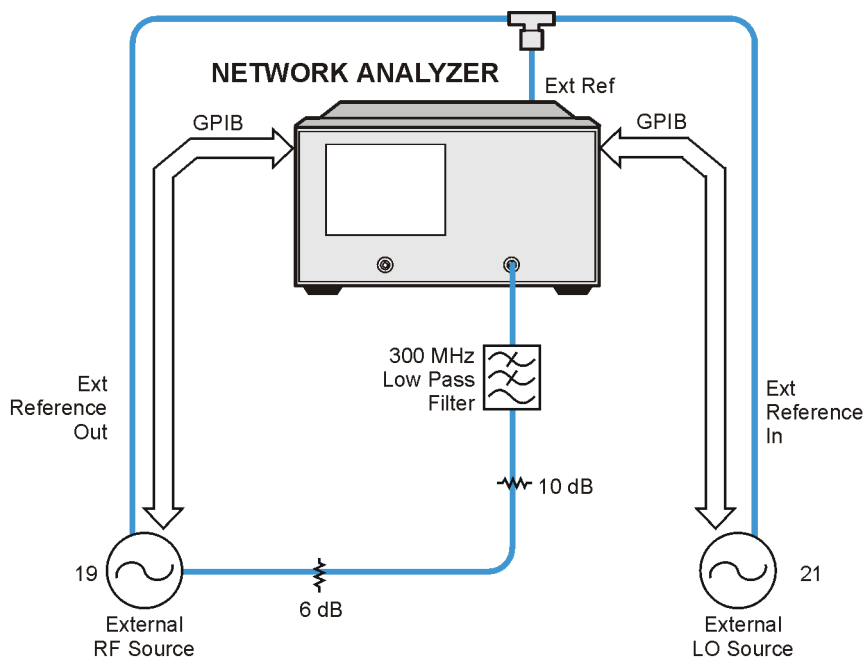 NETWORK ANALYZER
Ext Ref
GPIB
GPIB
300 MHz
Low Pass
Filter
Ext
Reference
Out
Ext
Reference
In
10 dB
19
6 dB
21
External
RF Source
External
LO Source